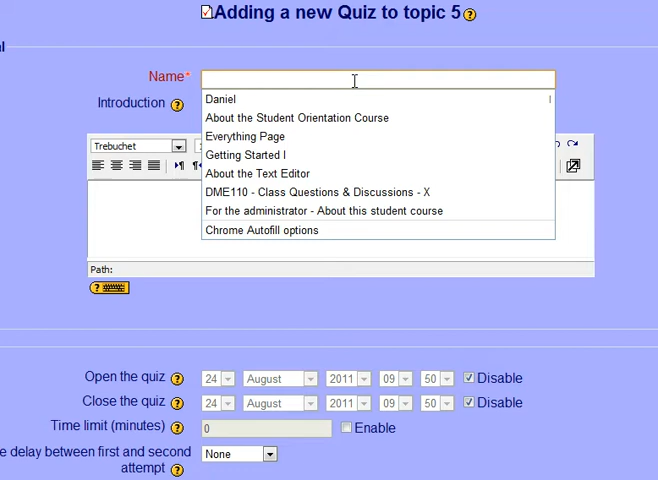 Adding a new Quiz to topic 5
al
Name*
Introduction
Daniel
About the Student Orientation Course
Everything Page
Getting Started I
About the Text Editor
DME110 - Class Questions & Discussions - X
For the administrator - About this student course
Chrome Autofill options
Trebuchet
Path:
Open the quiz 24 August 2011 09 50 Disable
Close the quiz 24 August 2011 09 50 Disable
Time limit (minutes) 0 Enable
e delay between first and second
attempt
None